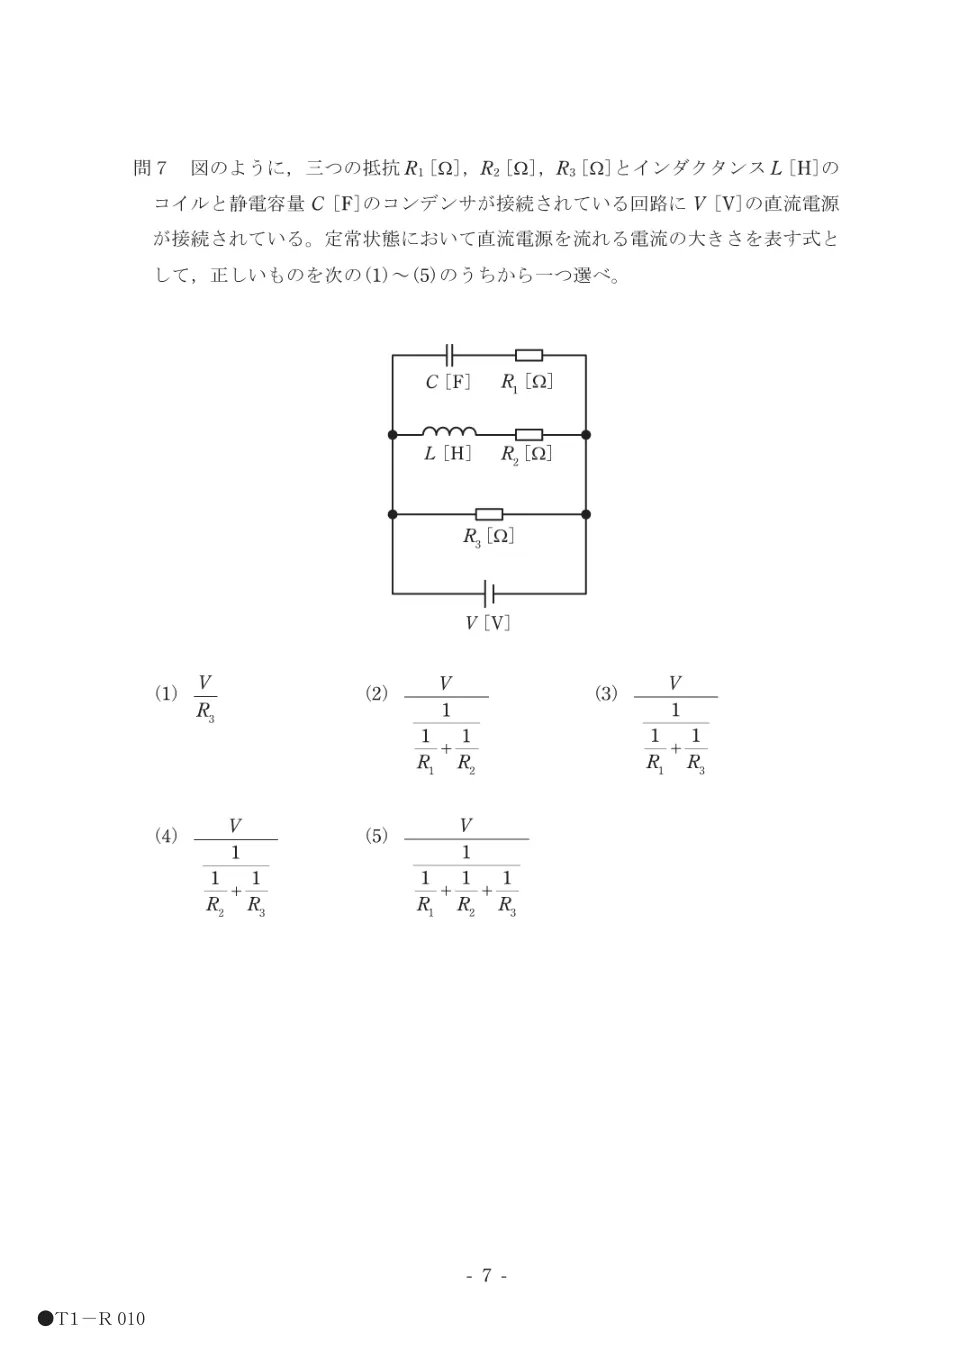 問７　図のように，三つの抵抗 R₁［Ω］，R₂［Ω］，R₃［Ω］とインダクタンス L［H］の
コイルと静電容量 C［F］のコンデンサが接続されている回路に V［V］の直流電源
が接続されている。定常状態において直流電源を流れる電流の大きさを表す式と
して，正しいものを次の(1)～(5)のうちから一つ選べ。
C［F］ R₁［Ω］
L［H］ R₂［Ω］
R₃［Ω］
V［V］
(1) V/R₃ (2) V/(1/(1/R₁+1/R₂)) (3) V/(1/(1/R₁+1/R₃))
(4) V/(1/(1/R₂+1/R₃)) (5) V/(1/(1/R₁+1/R₂+1/R₃))
- 7 -
●T1－R 010